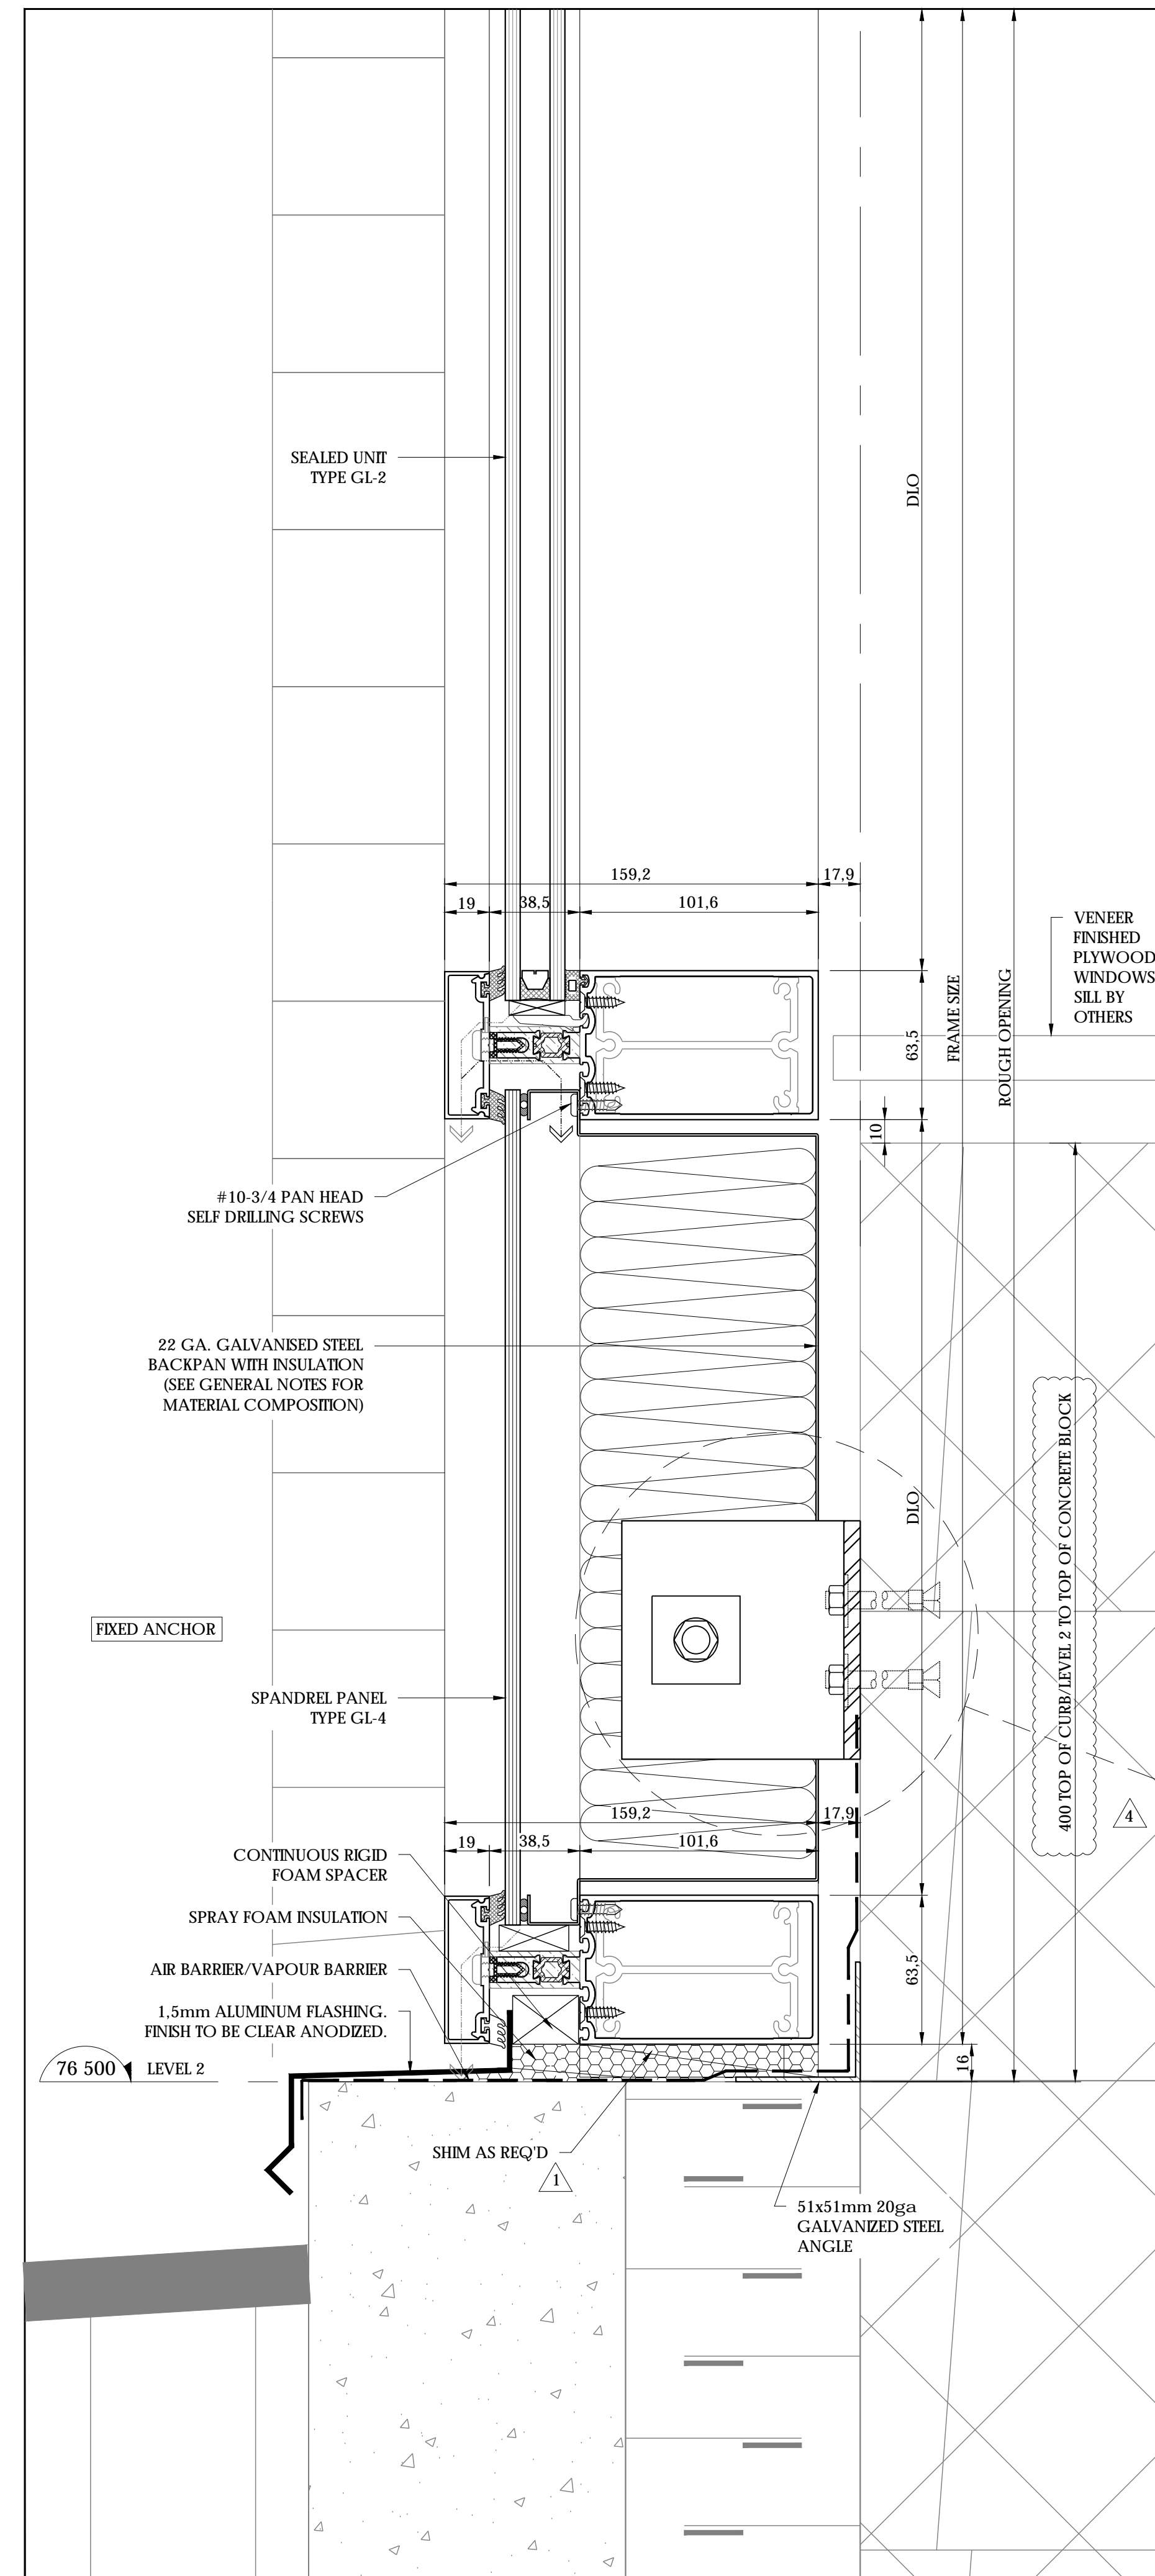 SEALED UNIT
TYPE GL-2
DLO
159,2
17,9
19
38,5
101,6
VENEER
FINISHED
PLYWOOD
WINDOWS
SILL BY
OTHERS
63,5
FRAME SIZE
ROUGH OPENING
10
#10-3/4 PAN HEAD
SELF DRILLING SCREWS
22 GA. GALVANISED STEEL
BACKPAN WITH INSULATION
(SEE GENERAL NOTES FOR
MATERIAL COMPOSITION)
DLO
400 TOP OF CURB/LEVEL 2 TO TOP OF CONCRETE BLOCK
4
FIXED ANCHOR
SPANDREL PANEL
TYPE GL-4
159,2
17,9
19
38,5
101,6
CONTINUOUS RIGID
FOAM SPACER
SPRAY FOAM INSULATION
AIR BARRIER/VAPOUR BARRIER
63,5
1,5mm ALUMINUM FLASHING.
FINISH TO BE CLEAR ANODIZED.
76 500
LEVEL 2
16
SHIM AS REQ'D
1
51x51mm 20ga
GALVANIZED STEEL
ANGLE